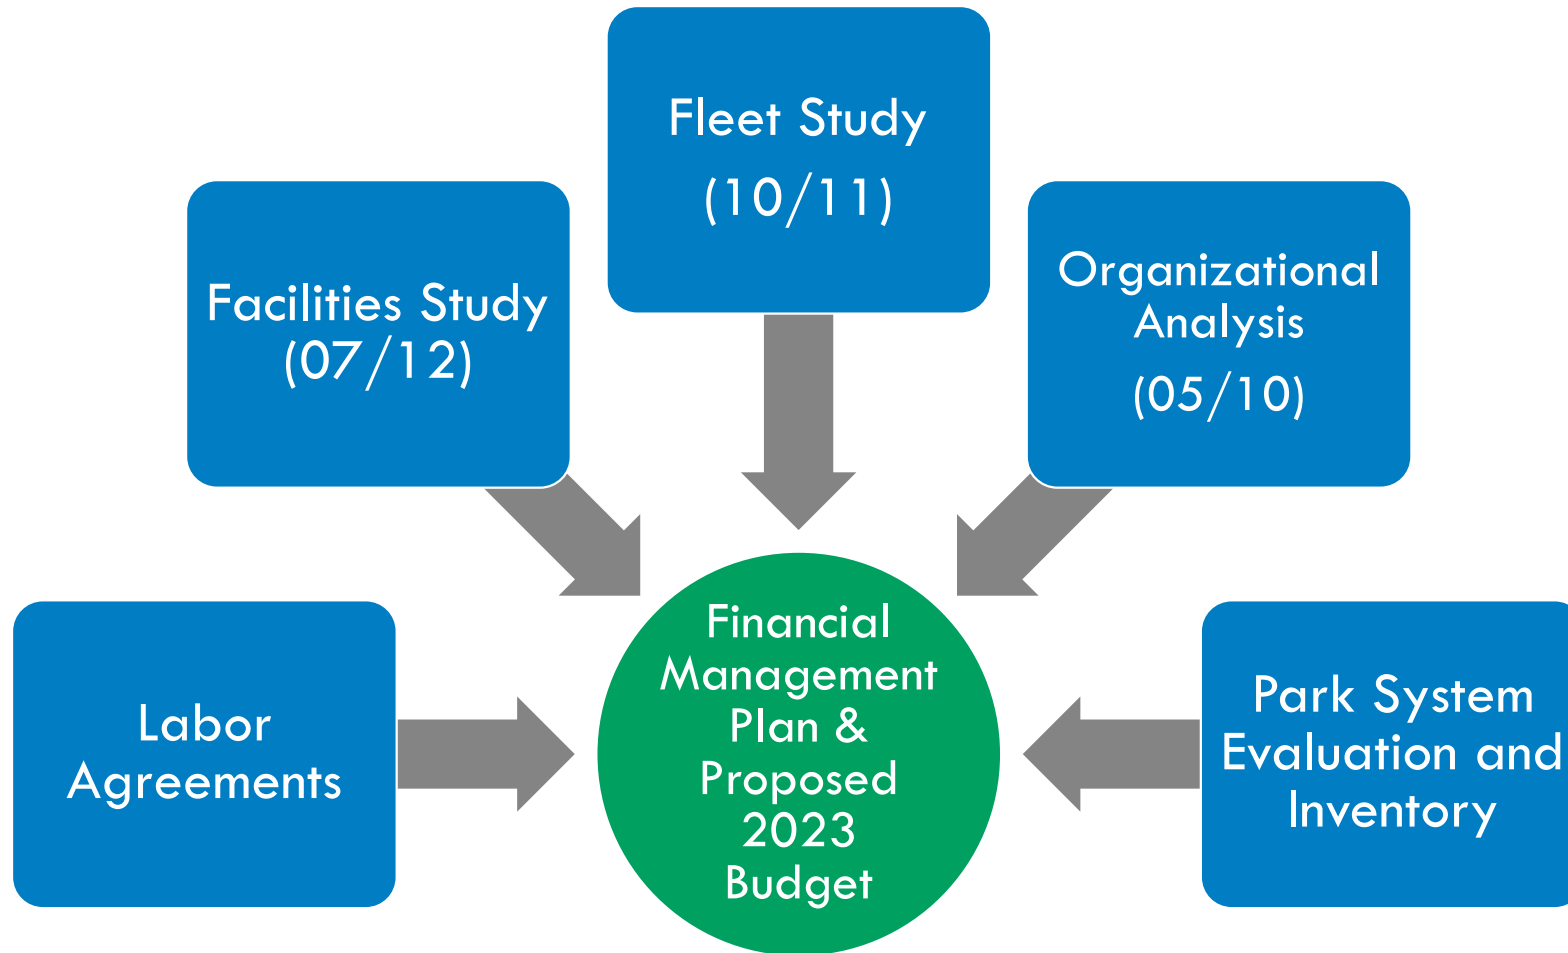 Fleet Study
(10/11)
Facilities Study
(07/12)
Organizational
Analysis
(05/10)
Labor
Agreements
Financial
Management
Plan &
Proposed
2023
Budget
Park System
Evaluation and
Inventory